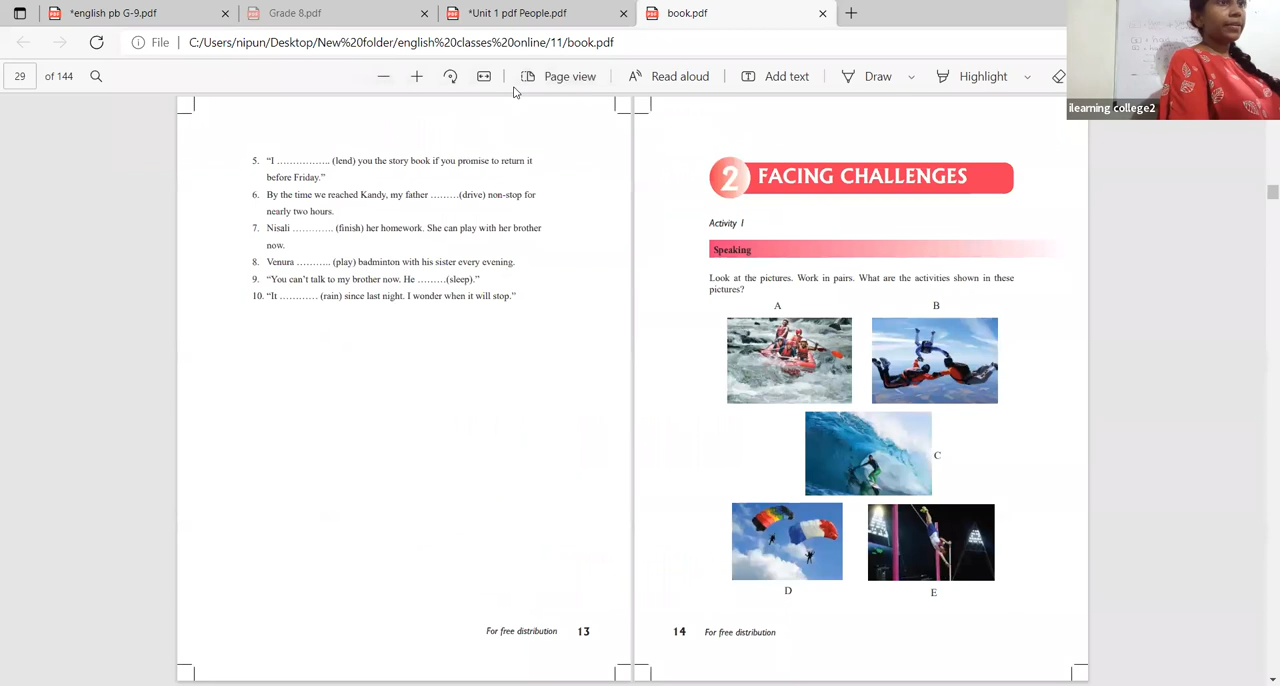 *english pb G-9.pdf
Grade 8.pdf
*Unit 1 pdf People.pdf
book.pdf
File
C:/Users/nipun/Desktop/New%20folder/english%20classes%20online/11/book.pdf
29 of 144
Page view
Read aloud
Add text
Draw
Highlight
ilearning college2
5. “I ................. (lend) you the story book if you promise to return it
before Friday.”
6. By the time we reached Kandy, my father .........(drive) non-stop for
nearly two hours.
7. Nisali ............. (finish) her homework. She can play with her brother
now.
8. Venura ........... (play) badminton with his sister every evening.
9. “You can’t talk to my brother now. He .........(sleep).”
10. “It ............ (rain) since last night. I wonder when it will stop.”
For free distribution 13
2 FACING CHALLENGES
Activity 1
Speaking
Look at the pictures. Work in pairs. What are the activities shown in these
pictures?
A
B
C
D
E
14 For free distribution